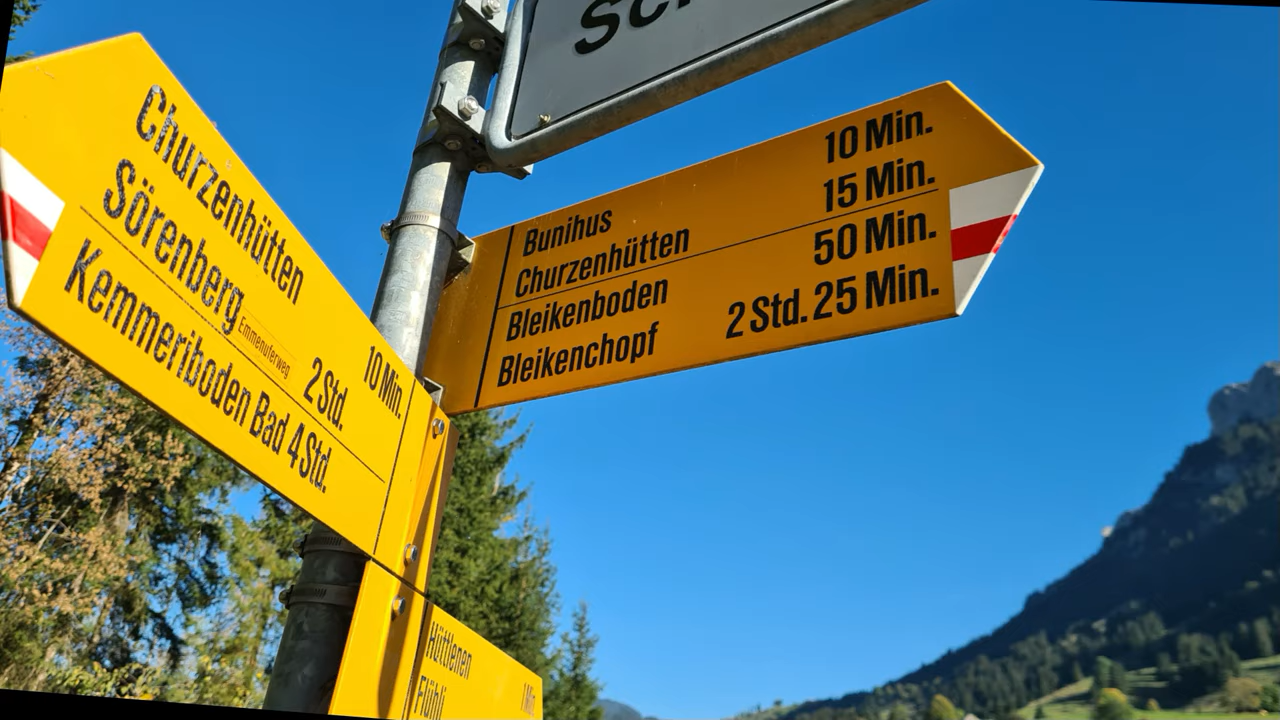 Churzenhütten 10 Min.
Sörenberg Emmenuferweg 2 Std.
Kemmeriboden Bad 4 Std.
Bunihus 10 Min.
Churzenhütten 15 Min.
Bleikenboden 50 Min.
Bleikenchopf 2 Std. 25 Min.
Hüttlenen
Flühli